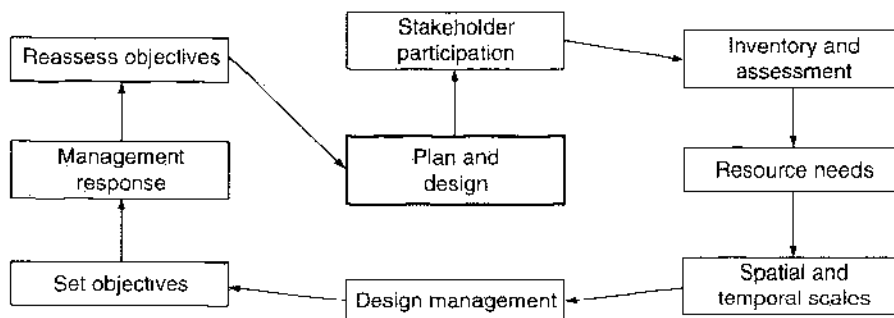 Stakeholder
participation
Reassess objectives
Inventory and
assessment
Management
response
Plan and
design
Resource needs
Set objectives
Design management
Spatial and
temporal scales